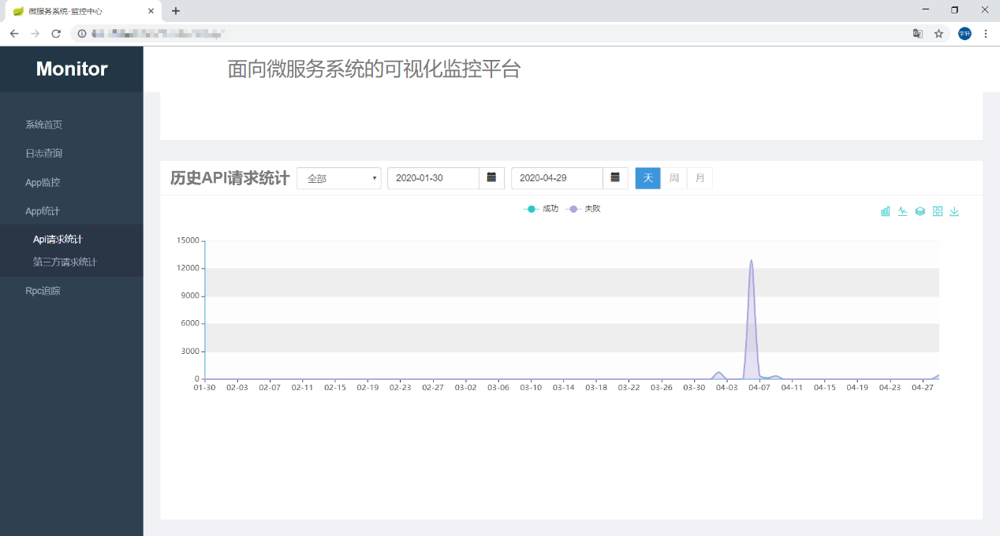 微服务系统-监控中心
宇轩
Monitor
面向微服务系统的可视化监控平台
系统首页
日志查询
App监控
App统计
Api请求统计
第三方请求统计
Rpc追踪
历史API请求统计 全部 2020-01-30 2020-04-29 天 周 月
成功 失败
15000
12000
9000
6000
3000
0
01-30 02-03 02-07 02-11 02-15 02-19 02-23 02-27 03-02 03-06 03-10 03-14 03-18 03-22 03-26 03-30 04-03 04-07 04-11 04-15 04-19 04-23 04-27